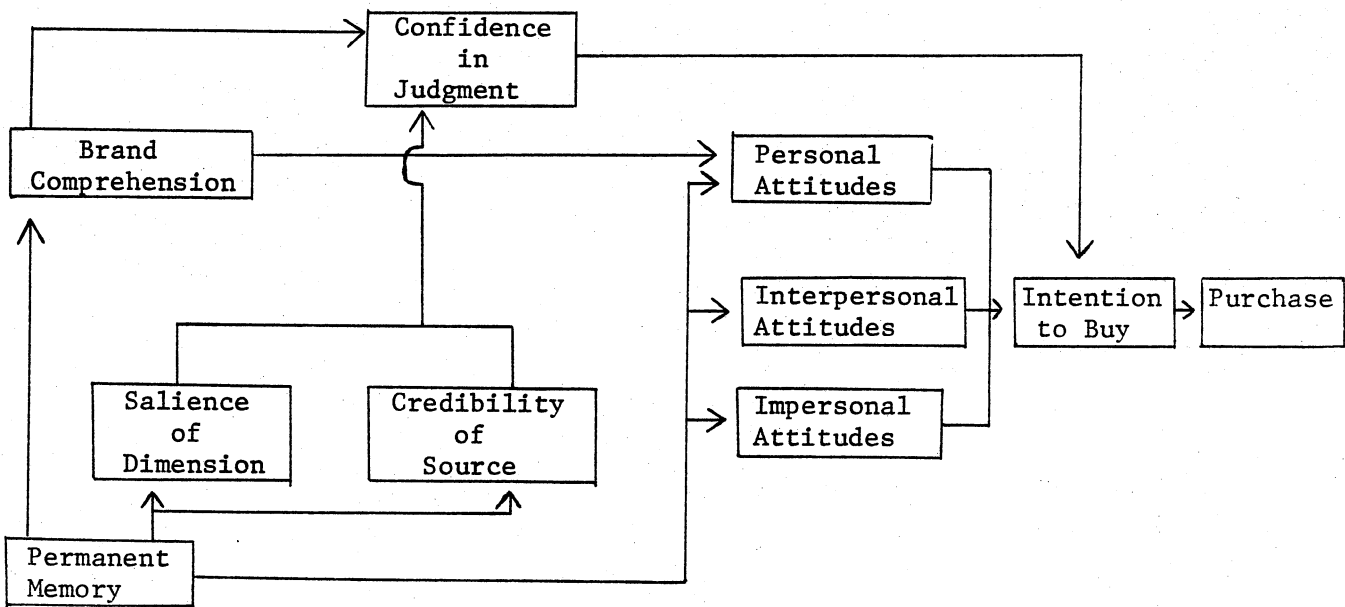 Confidence
in
Judgment
Brand
Comprehension
Personal
Attitudes
Interpersonal
Attitudes
Intention
to Buy
Purchase
Salience
of
Dimension
Credibility
of
Source
Impersonal
Attitudes
Permanent
Memory